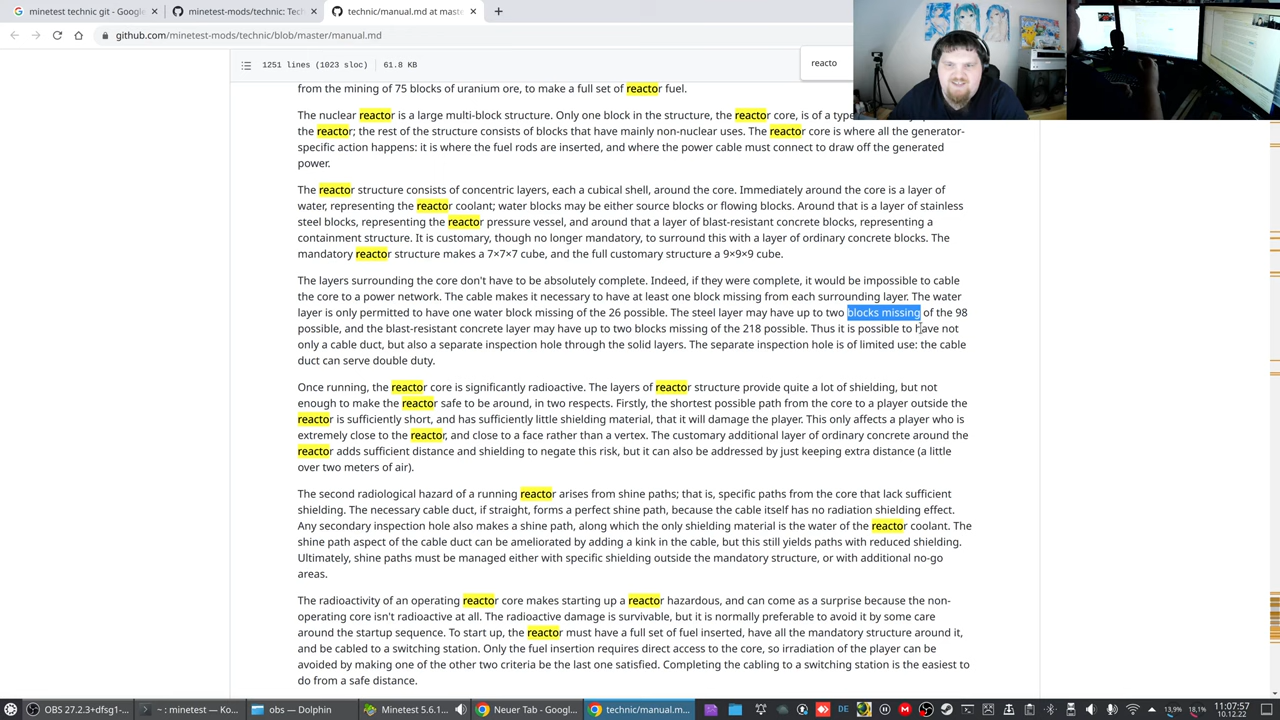 minetest technic git - Google
minetest-mods/technic: Tech
technic/manual.md at master
github.com/minetest-mods/technic/blob/master/manual.md
lines (1023 sloc)
8 KB
reacto
from the mining of 75 blocks of uranium ore, to make a full set of reactor fuel.
The nuclear reactor is a large multi-block structure. Only one block in the structure, the reactor core, is of a type
the reactor; the rest of the structure consists of blocks that have mainly non-nuclear uses. The reactor core is where all the generator-
specific action happens: it is where the fuel rods are inserted, and where the power cable must connect to draw off the generated
power.
The reactor structure consists of concentric layers, each a cubical shell, around the core. Immediately around the core is a layer of
water, representing the reactor coolant; water blocks may be either source blocks or flowing blocks. Around that is a layer of stainless
steel blocks, representing the reactor pressure vessel, and around that a layer of blast-resistant concrete blocks, representing a
containment structure. It is customary, though no longer mandatory, to surround this with a layer of ordinary concrete blocks. The
mandatory reactor structure makes a 7×7×7 cube, and the full customary structure a 9×9×9 cube.
The layers surrounding the core don't have to be absolutely complete. Indeed, if they were complete, it would be impossible to cable
the core to a power network. The cable makes it necessary to have at least one block missing from each surrounding layer. The water
layer is only permitted to have one water block missing of the 26 possible. The steel layer may have up to two blocks missing of the 98
possible, and the blast-resistant concrete layer may have up to two blocks missing of the 218 possible. Thus it is possible to have not
only a cable duct, but also a separate inspection hole through the solid layers. The separate inspection hole is of limited use: the cable
duct can serve double duty.
Once running, the reactor core is significantly radioactive. The layers of reactor structure provide quite a lot of shielding, but not
enough to make the reactor safe to be around, in two respects. Firstly, the shortest possible path from the core to a player outside the
reactor is sufficiently short, and has sufficiently little shielding material, that it will damage the player. This only affects a player who is
extremely close to the reactor, and close to a face rather than a vertex. The customary additional layer of ordinary concrete around the
reactor adds sufficient distance and shielding to negate this risk, but it can also be addressed by just keeping extra distance (a little
over two meters of air).
The second radiological hazard of a running reactor arises from shine paths; that is, specific paths from the core that lack sufficient
shielding. The necessary cable duct, if straight, forms a perfect shine path, because the cable itself has no radiation shielding effect.
Any secondary inspection hole also makes a shine path, along which the only shielding material is the water of the reactor coolant. The
shine path aspect of the cable duct can be ameliorated by adding a kink in the cable, but this still yields paths with reduced shielding.
Ultimately, shine paths must be managed either with specific shielding outside the mandatory structure, or with additional no-go
areas.
The radioactivity of an operating reactor core makes starting up a reactor hazardous, and can come as a surprise because the non-
operating core isn't radioactive at all. The radioactive damage is survivable, but it is normally preferable to avoid it by some care
around the startup sequence. To start up, the reactor must have a full set of fuel inserted, have all the mandatory structure around it,
and be cabled to a switching station. Only the fuel insertion requires direct access to the core, so irradiation of the player can be
avoided by making one of the other two criteria be the last one satisfied. Completing the cabling to a switching station is the easiest to
do from a safe distance.
OBS 27.2.3+dfsg1-...
~ : minetest — Ko...
obs — Dolphin
Minetest 5.6.1...
Neuer Tab – Googl...
technic/manual.m...
DE
13,9%
18,1%
11:07:57
10.12.22